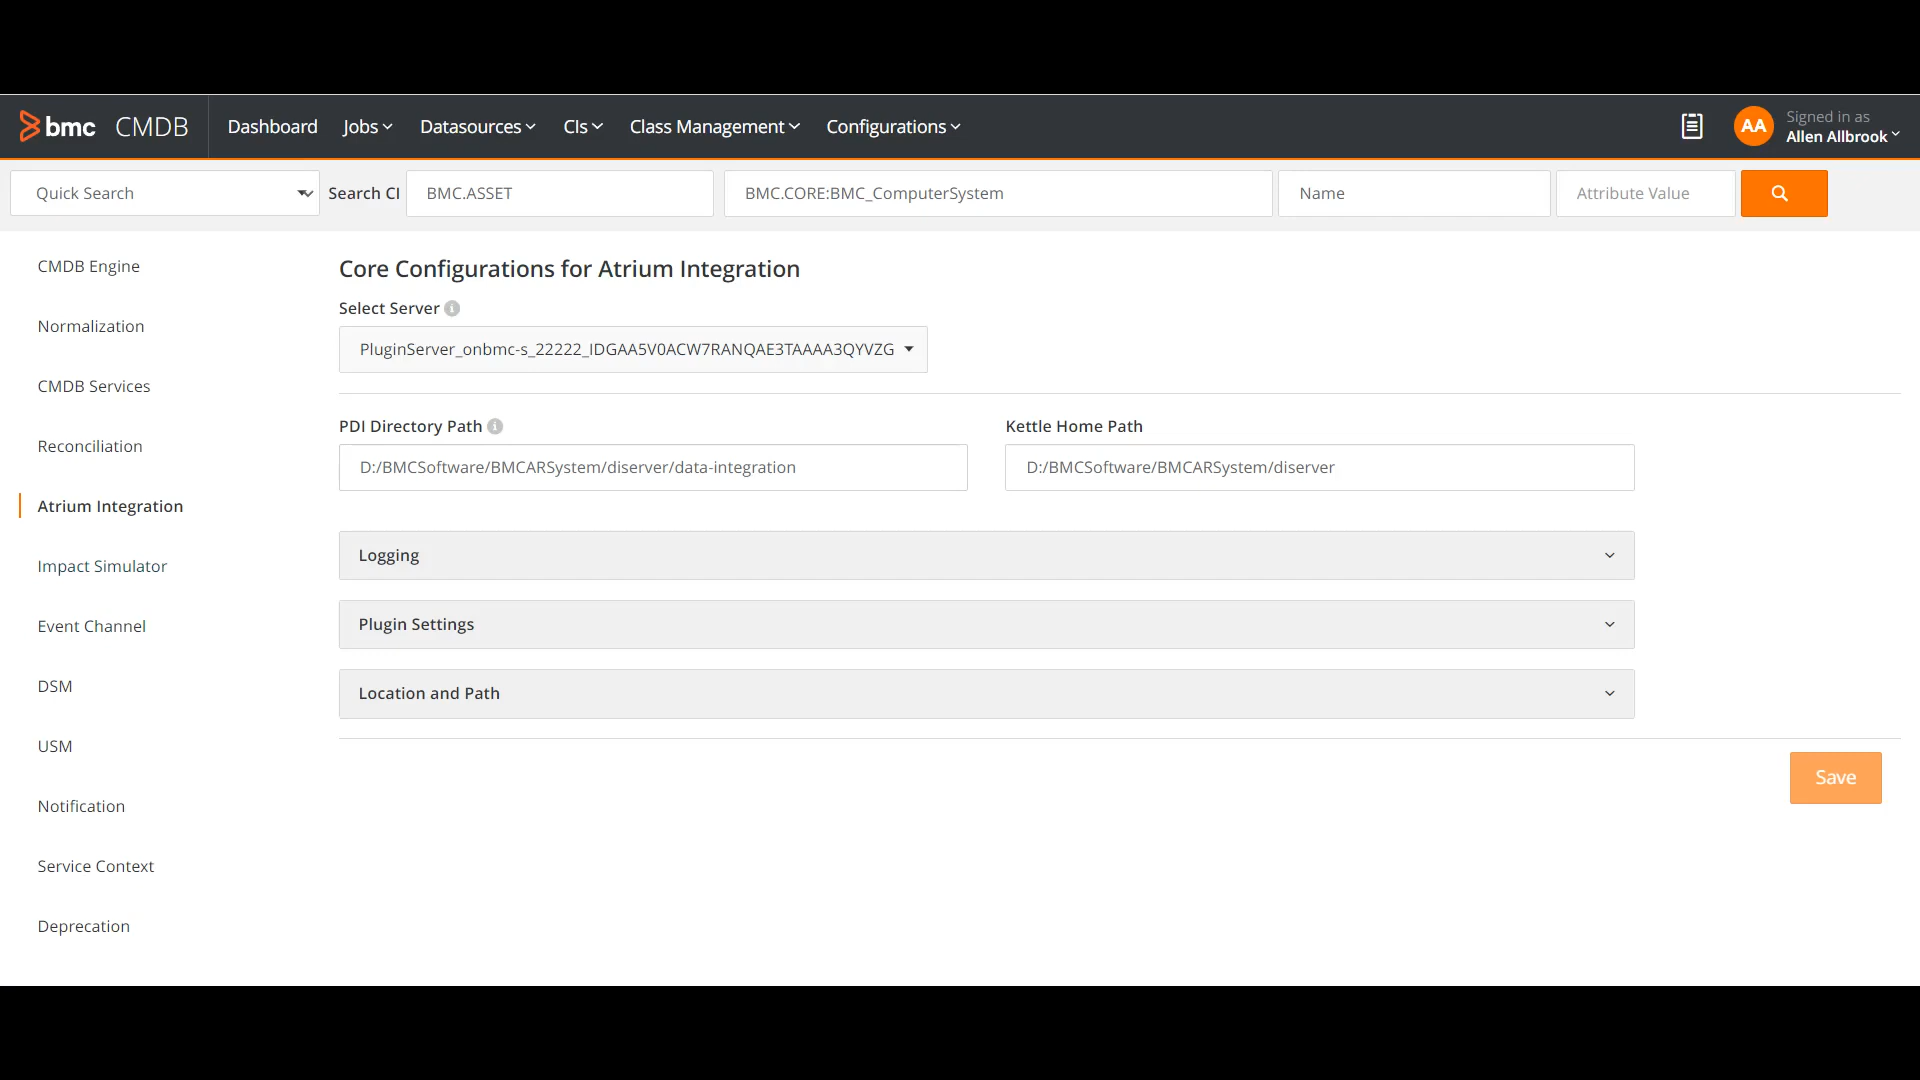 bmc CMDB Dashboard Jobs Datasources CIs Class Management Configurations AA Signed in as
Allen Allbrook
Quick Search Search CI BMC.ASSET BMC.CORE:BMC_ComputerSystem Name Attribute Value
CMDB Engine
Normalization
CMDB Services
Reconciliation
Atrium Integration
Impact Simulator
Event Channel
DSM
USM
Notification
Service Context
Deprecation
Core Configurations for Atrium Integration
Select Server
PluginServer_onbmc-s_22222_IDGAA5V0ACW7RANQAE3TAAAA3QYVZG
PDI Directory Path
D:/BMCSoftware/BMCARSystem/diserver/data-integration
Kettle Home Path
D:/BMCSoftware/BMCARSystem/diserver
Logging
Plugin Settings
Location and Path
Save